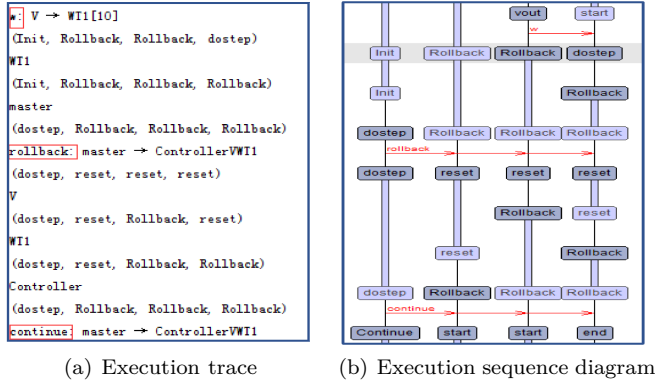 w: V → WT1[10]
(Init, Rollback, Rollback, dostep)
WT1
(Init, Rollback, Rollback, Rollback)
master
(dostep, Rollback, Rollback, Rollback)
rollback: master → ControllerVWT1
(dostep, reset, reset, reset)
V
(dostep, reset, Rollback, reset)
WT1
(dostep, reset, Rollback, Rollback)
Controller
(dostep, Rollback, Rollback, Rollback)
continue: master → ControllerVWT1
(a) Execution trace
vout start
w
Init Rollback Rollback dostep
Init Rollback
dostep Rollback Rollback Rollback
rollback
dostep reset reset reset
Rollback reset
reset Rollback
dostep Rollback Rollback Rollback
continue
Continue start start end
(b) Execution sequence diagram